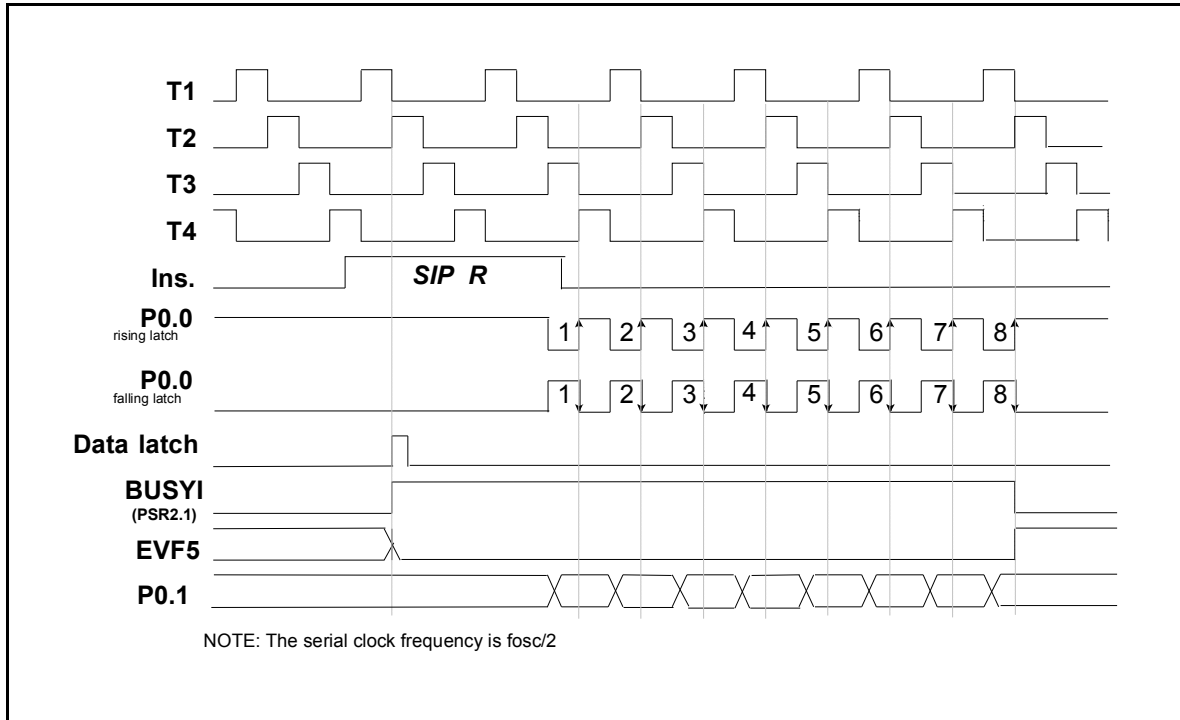 T1
T2
T3
T4
Ins.
SIP R
P0.0
rising latch
1 2 3 4 5 6 7 8
P0.0
falling latch
1 2 3 4 5 6 7 8
Data latch
BUSYI
(PSR2.1)
EVF5
P0.1
NOTE: The serial clock frequency is fosc/2